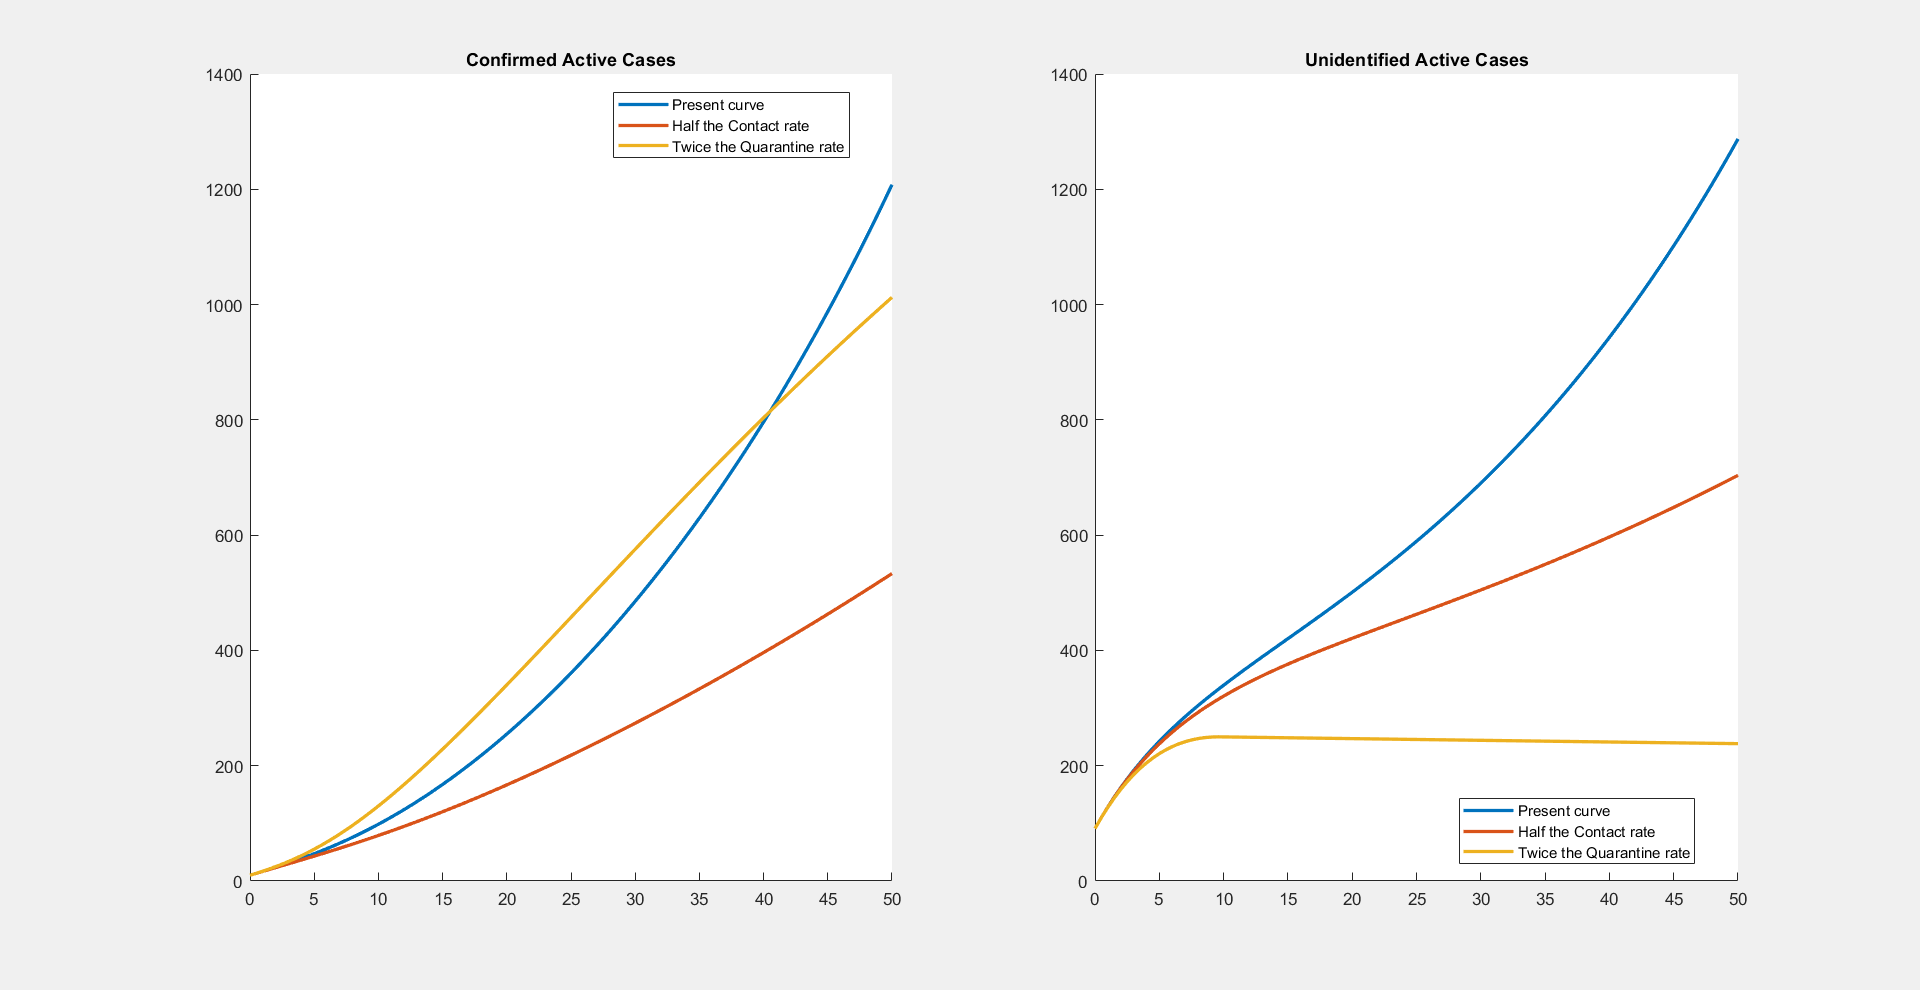 Confirmed Active Cases
1400
1200
1000
800
600
400
200
0
0 5 10 15 20 25 30 35 40 45 50
Present curve
Half the Contact rate
Twice the Quarantine rate
Unidentified Active Cases
1400
1200
1000
800
600
400
200
0
0 5 10 15 20 25 30 35 40 45 50
Present curve
Half the Contact rate
Twice the Quarantine rate